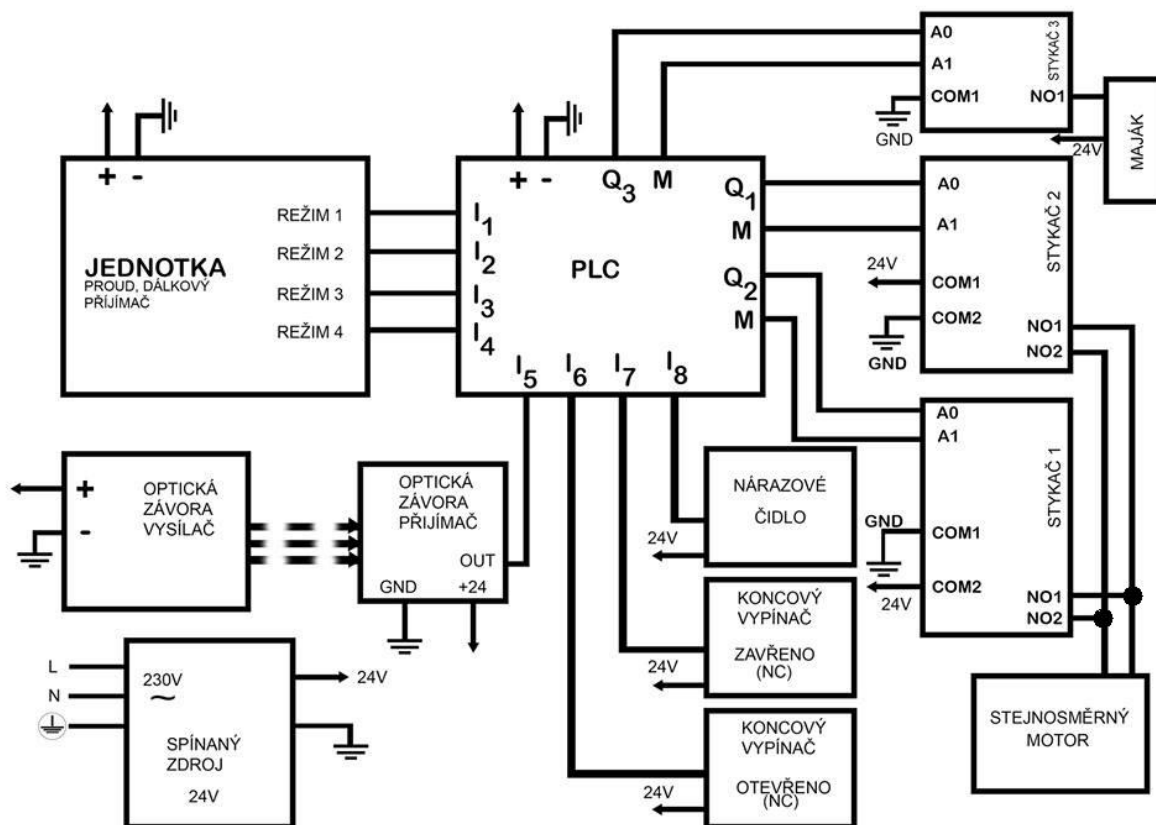 A0
A1
COM1
NO1
STYKAČ 3
GND
24V
MAJÁK
+ -
REŽIM 1
REŽIM 2
REŽIM 3
REŽIM 4
JEDNOTKA
PROUD, DÁLKOVÝ
PŘÍJÍMAČ
+ -
Q3 M
I1
I2
I3
I4
PLC
Q1
M
Q2
M
I5
I6
I7
I8
A0
A1
24V
COM1
COM2
GND
NO1
NO2
STYKAČ 2
A0
A1
GND
COM1
COM2
24V
NO1
NO2
STYKAČ 1
+
-
OPTICKÁ
ZÁVORA
VYSÍLAČ
OPTICKÁ
ZÁVORA
PŘIJÍMAČ
OUT
GND
+24
NÁRAZOVÉ
ČIDLO
24V
KONCOVÝ
VYPÍNAČ
ZAVŘENO
(NC)
24V
KONCOVÝ
VYPÍNAČ
OTEVŘENO
(NC)
24V
L
N
230V
~
24V
SPÍNANÝ
ZDROJ
24V
STEJNOSMĚRNÝ
MOTOR